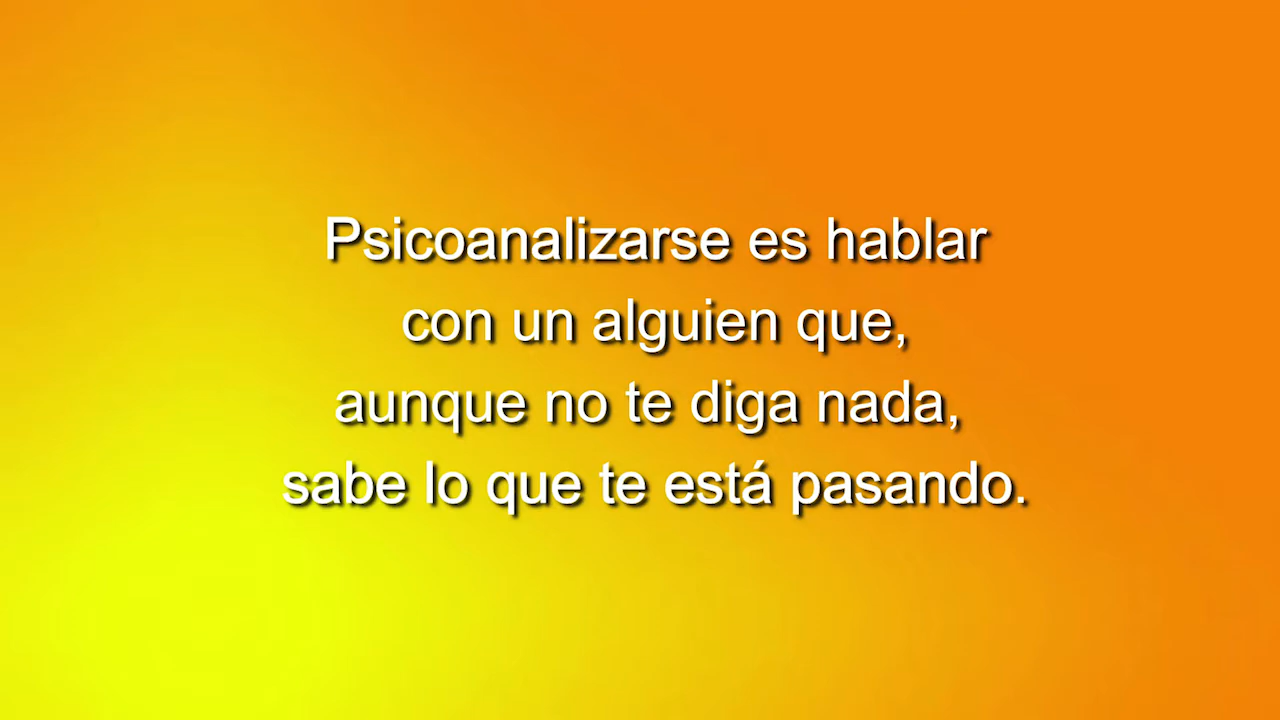 Psicoanalizarse es hablar
con un alguien que,
aunque no te diga nada,
sabe lo que te está pasando.